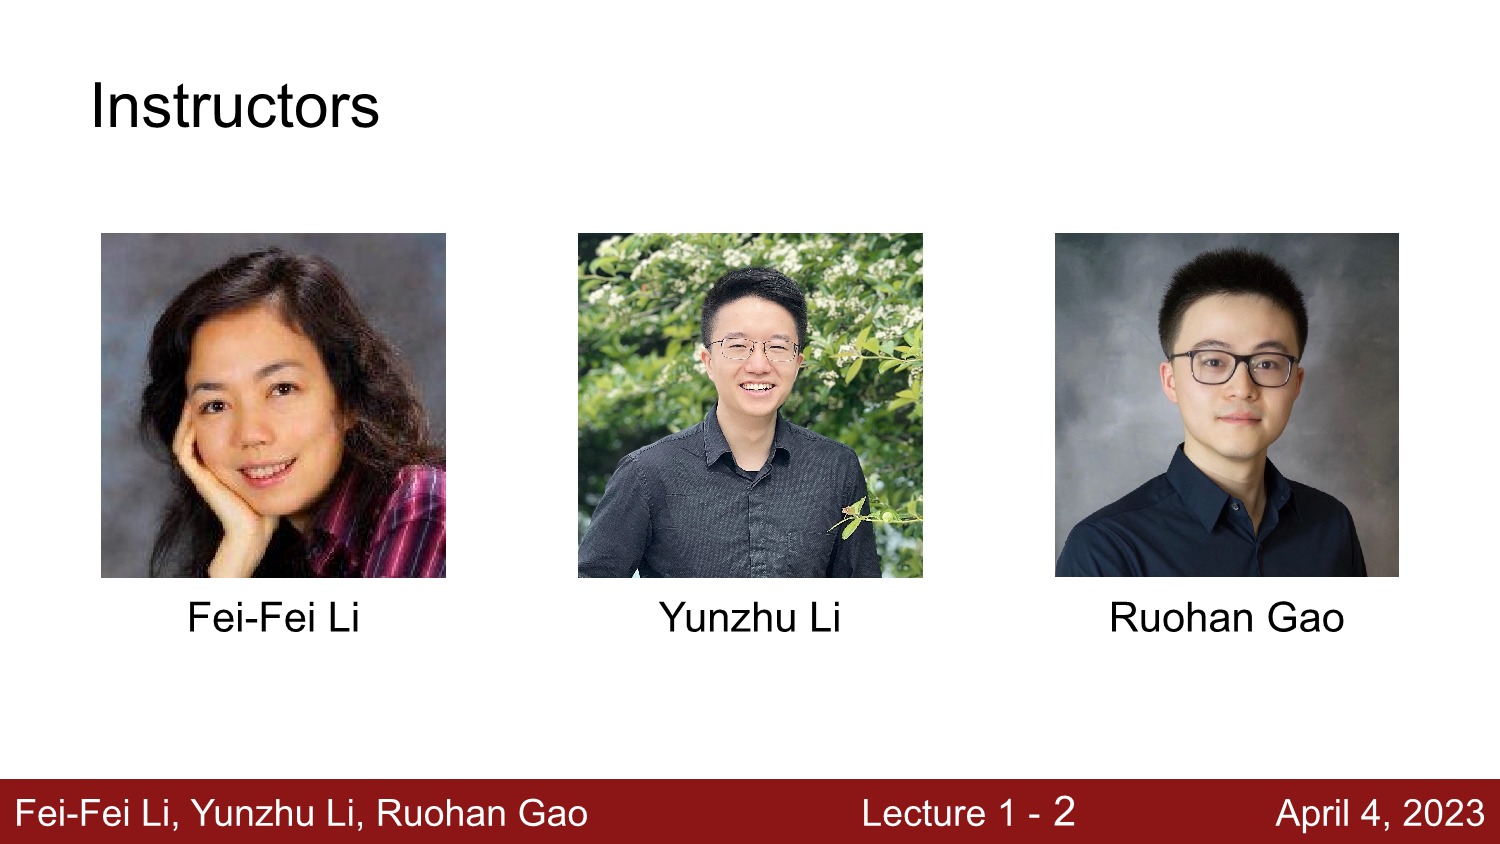 Instructors
Fei-Fei Li
Yunzhu Li
Ruohan Gao
Fei-Fei Li, Yunzhu Li, Ruohan Gao
Lecture 1 - 2
April 4, 2023